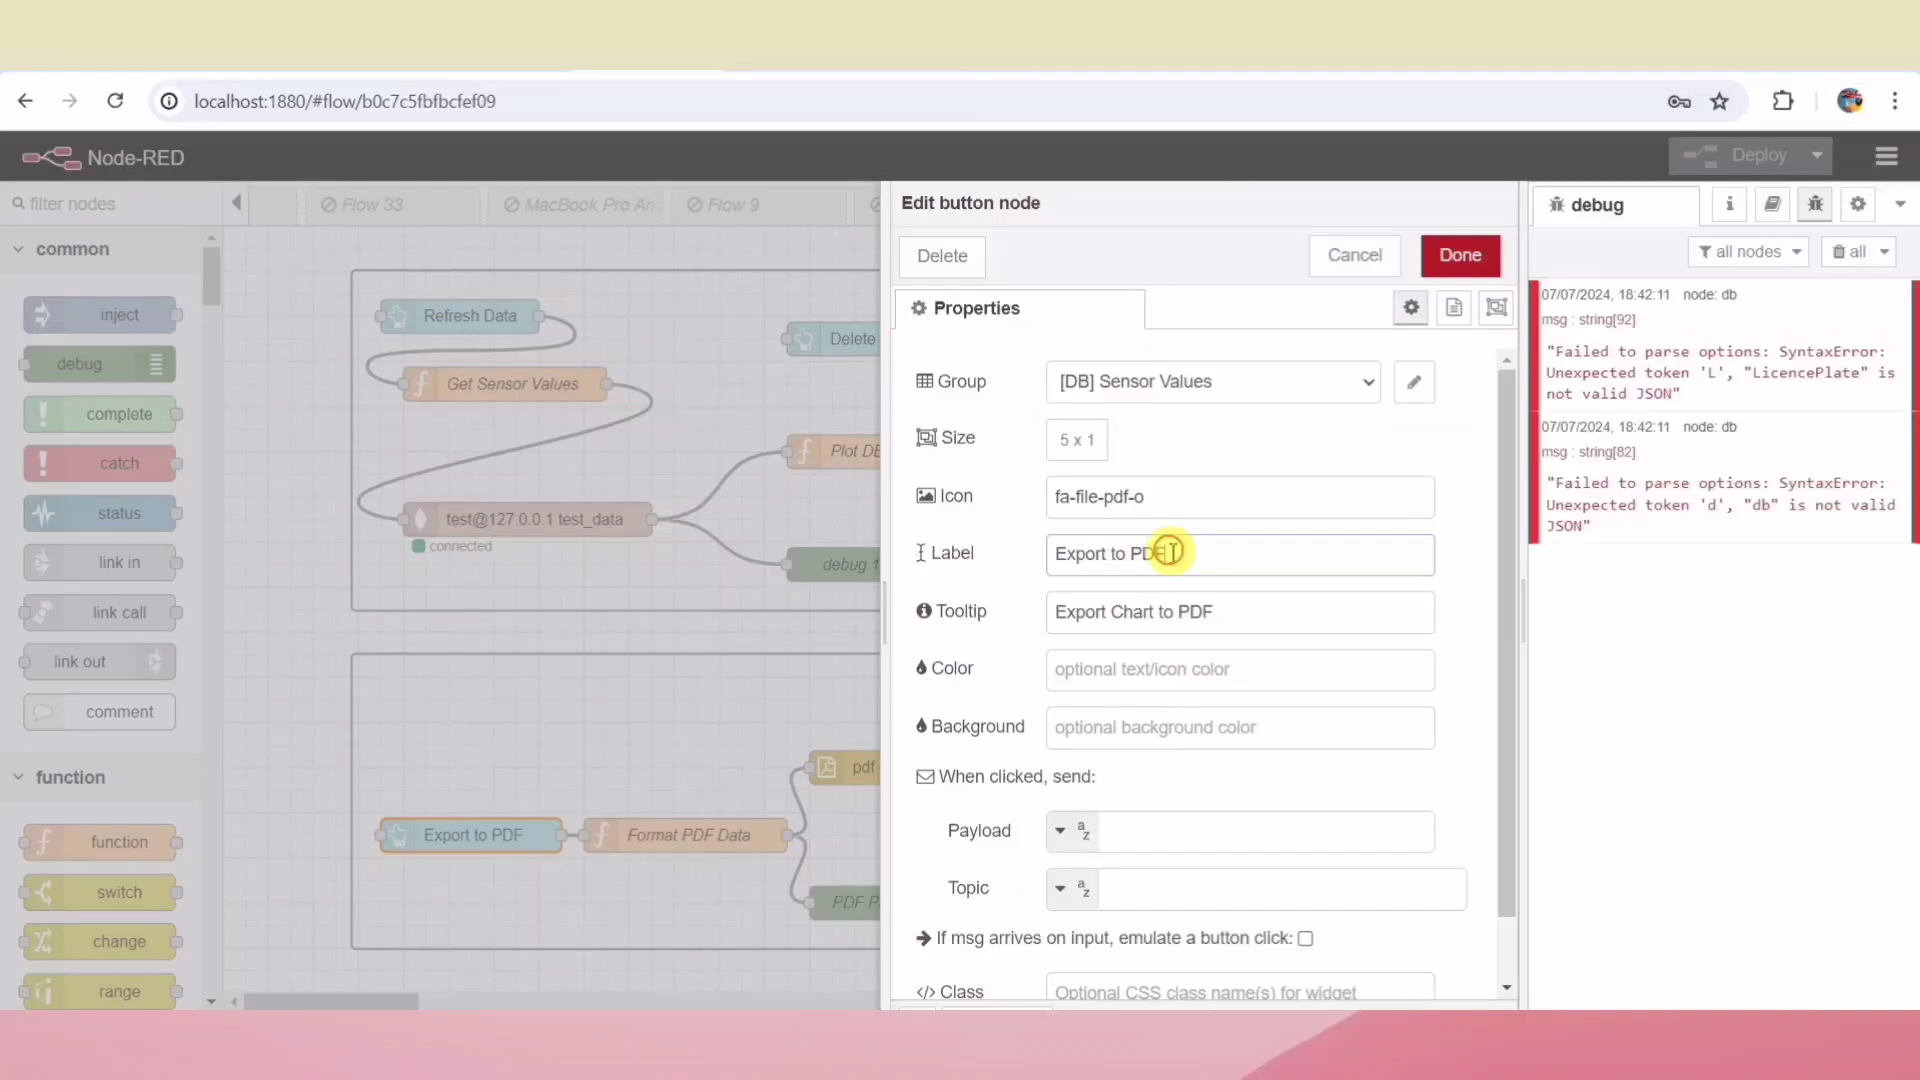 localhost:1880/#flow/b0c7c5fbfbcfef09
Node-RED
Deploy
filter nodes
Flow 33
MacBook Pro An
Flow 9
common
inject
debug
complete
catch
status
link in
link call
link out
comment
function
function
switch
change
range
Refresh Data
Get Sensor Values
test@127.0.0.1 test_data
connected
Delete
Plot DB
debug 1
Export to PDF
Format PDF Data
pdf
PDF P
Edit button node
Delete
Cancel
Done
Properties
Group
[DB] Sensor Values
Size
5 x 1
Icon
fa-file-pdf-o
Label
Export to PDF
Tooltip
Export Chart to PDF
Color
optional text/icon color
Background
optional background color
When clicked, send:
Payload
a z
Topic
a z
If msg arrives on input, emulate a button click:
</> Class
Optional CSS class name(s) for widget
debug
i
all nodes
all
07/07/2024, 18:42:11 node: db
msg : string[92]
"Failed to parse options: SyntaxError:
Unexpected token 'L', "LicencePlate" is
not valid JSON"
07/07/2024, 18:42:11 node: db
msg : string[82]
"Failed to parse options: SyntaxError:
Unexpected token 'd', "db" is not valid
JSON"